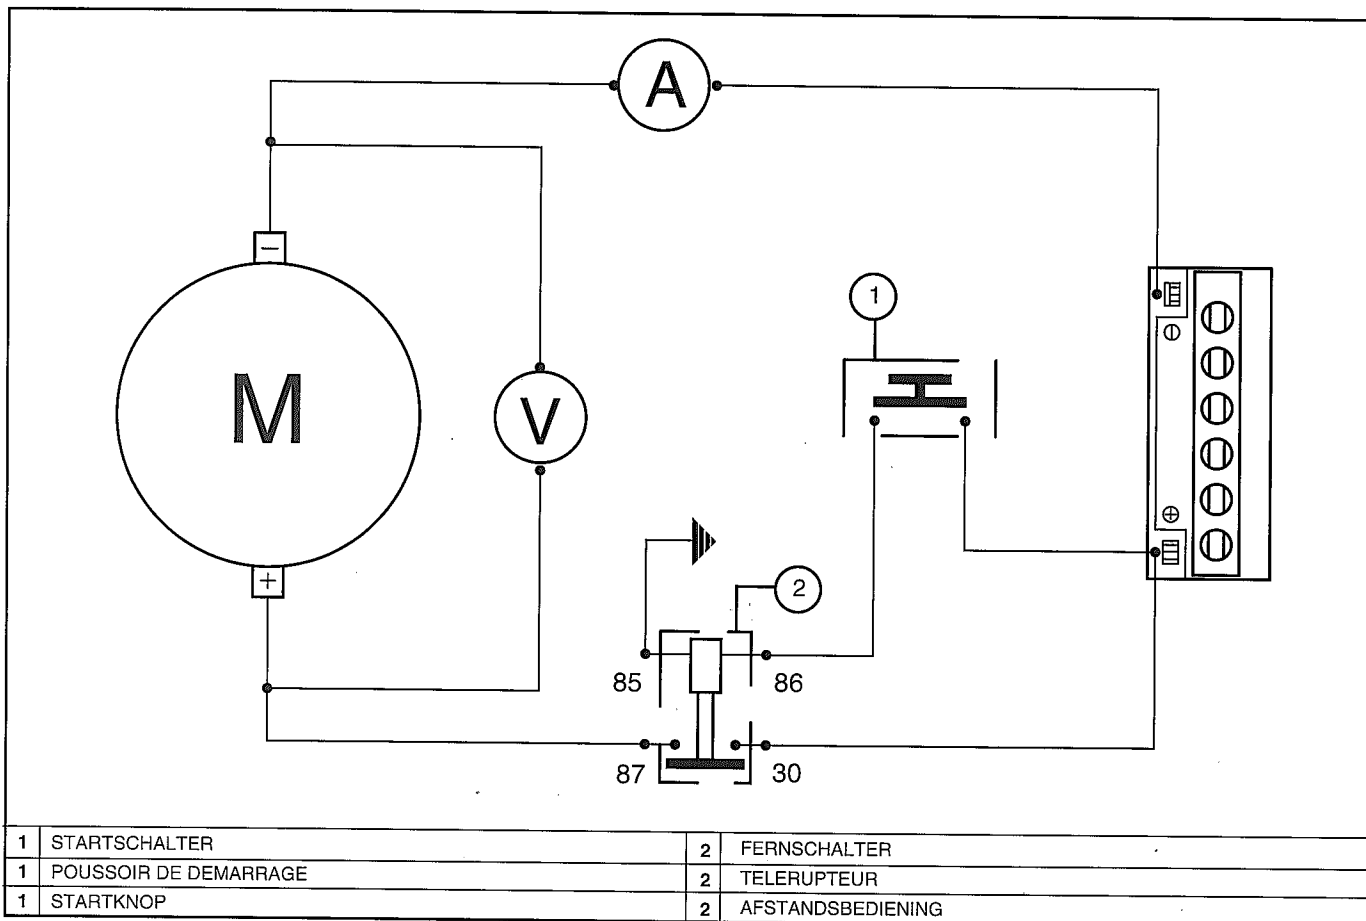 A
−
1
M
V
2
+
85
86
87
30
1 STARTSCHALTER
2 FERNSCHALTER
1 POUSSOIR DE DEMARRAGE
2 TELERUPTEUR
1 STARTKNOP
2 AFSTANDSBEDIENING